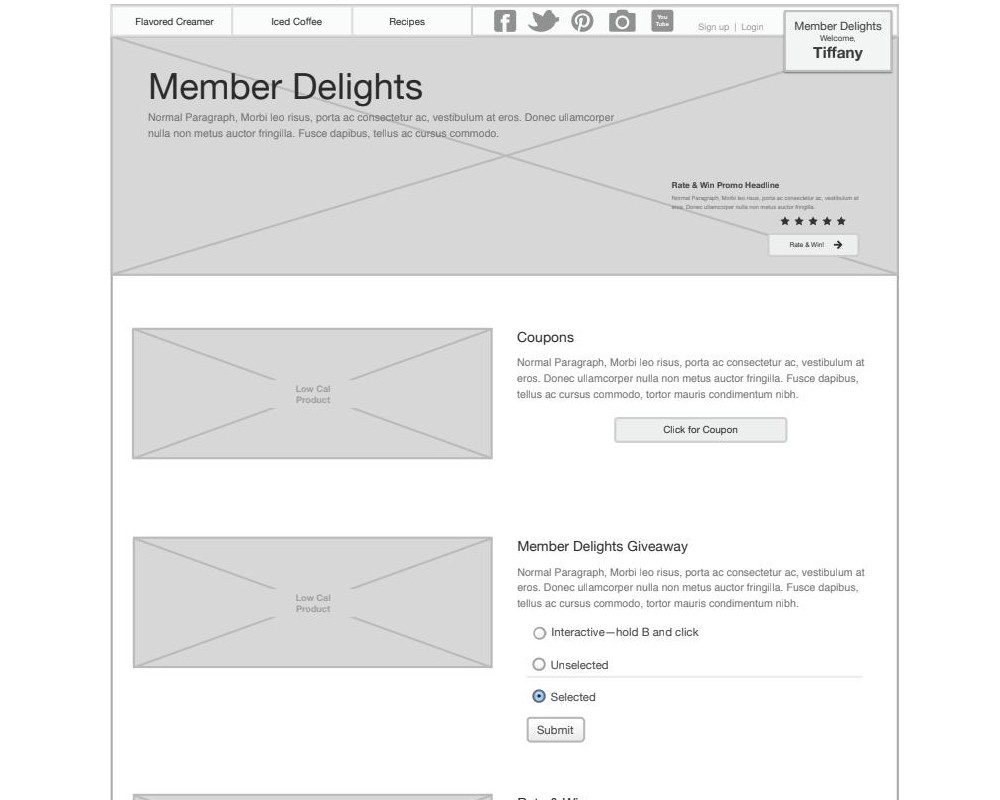 Flavored Creamer
Iced Coffee
Recipes
You
Tube
Sign up | Login
Member Delights
Welcome,
Tiffany
Member Delights
Normal Paragraph, Morbi leo risus, porta ac consectetur ac, vestibulum at eros. Donec ullamcorper
nulla non metus auctor fringilla. Fusce dapibus, tellus ac cursus commodo.
Rate & Win Promo Headline
Normal Paragraph, Morbi leo risus, porta ac consectetur ac, vestibulum at
eros. Donec ullamcorper nulla non metus auctor fringilla.
Rate & Win!
Low Cal
Product
Coupons
Normal Paragraph, Morbi leo risus, porta ac consectetur ac, vestibulum at
eros. Donec ullamcorper nulla non metus auctor fringilla. Fusce dapibus,
tellus ac cursus commodo, tortor mauris condimentum nibh.
Click for Coupon
Low Cal
Product
Member Delights Giveaway
Normal Paragraph, Morbi leo risus, porta ac consectetur ac, vestibulum at
eros. Donec ullamcorper nulla non metus auctor fringilla. Fusce dapibus,
tellus ac cursus commodo, tortor mauris condimentum nibh.
Interactive—hold B and click
Unselected
Selected
Submit